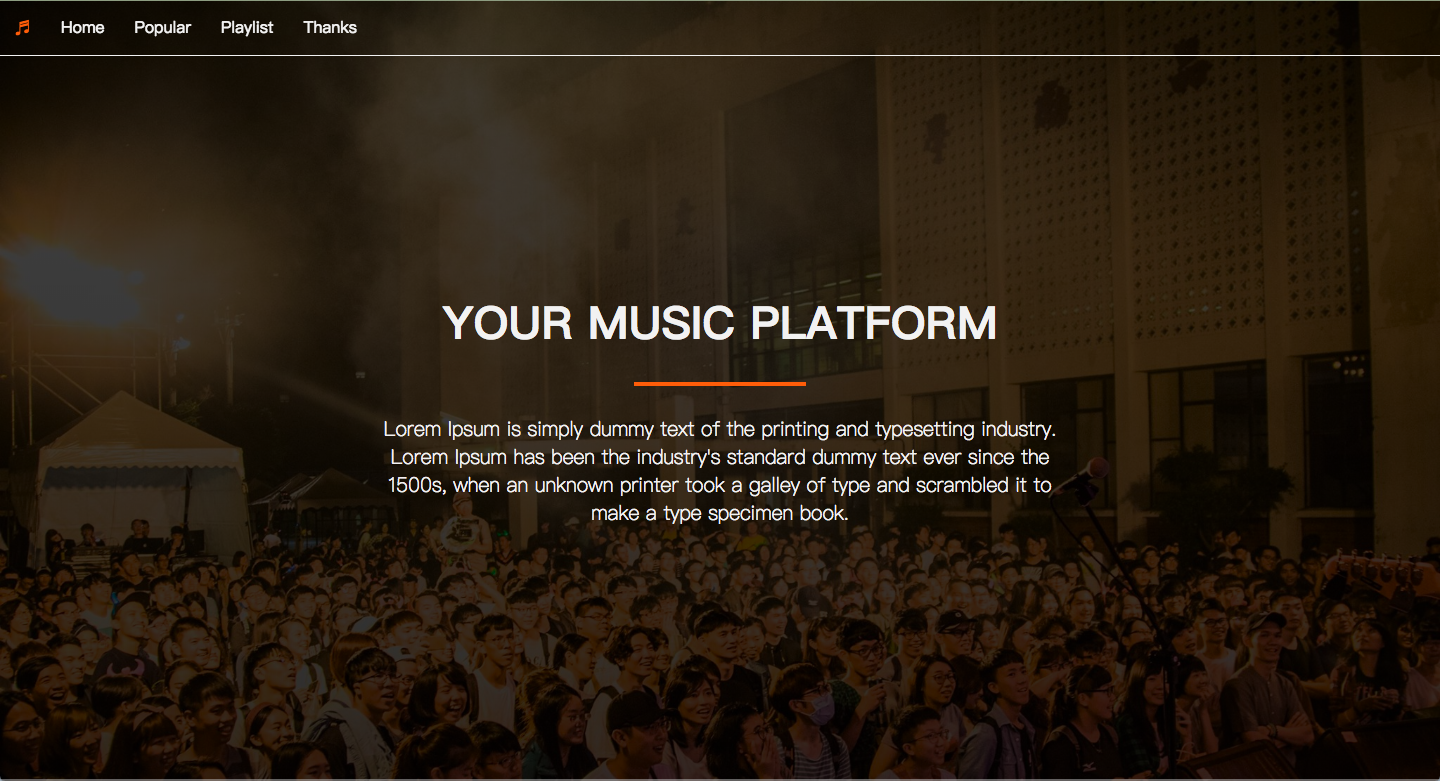 Home Popular Playlist Thanks
YOUR MUSIC PLATFORM
Lorem Ipsum is simply dummy text of the printing and typesetting industry.
Lorem Ipsum has been the industry's standard dummy text ever since the
1500s, when an unknown printer took a galley of type and scrambled it to
make a type specimen book.